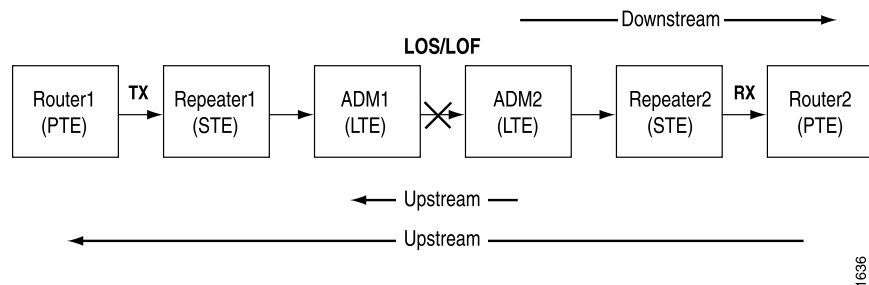 Downstream
LOS/LOF
Router1
(PTE)
TX
Repeater1
(STE)
ADM1
(LTE)
ADM2
(LTE)
Repeater2
(STE)
RX
Router2
(PTE)
Upstream
Upstream
1636